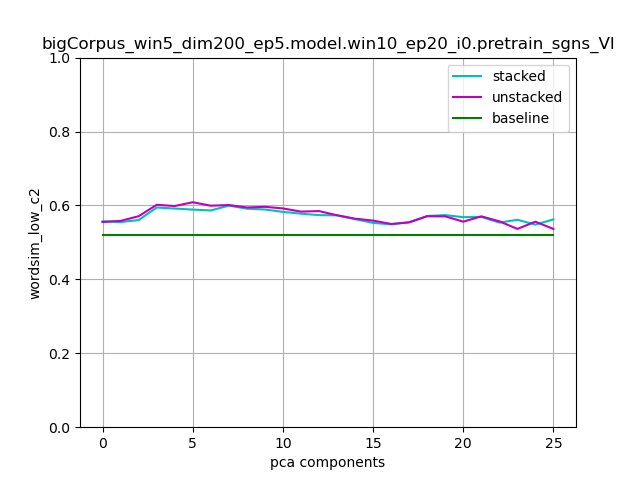 bigCorpus_win5_dim200_ep5.model.win10_ep20_i0.pretrain_sgns_VI
stacked
unstacked
baseline
1.0
0.8
0.6
0.4
0.2
0.0
wordsim_low_c2
0 5 10 15 20 25
pca components